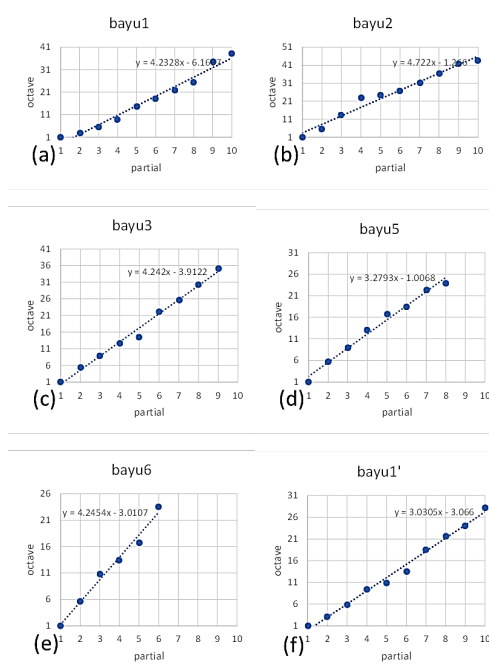 bayu1
41
31
21
11
1
octave
y = 4.2328x - 6.16
1 2 3 4 5 6 7 8 9 10
partial
(a)
bayu2
51
41
31
21
11
1
octave
y = 4.722x - 1.266
1 2 3 4 5 6 7 8 9 10
partial
(b)
bayu3
41
36
31
26
21
16
11
6
1
octave
y = 4.242x - 3.9122
1 2 3 4 5 6 7 8 9 10
partial
(c)
bayu5
31
26
21
16
11
6
1
octave
y = 3.2793x - 1.0068
1 2 3 4 5 6 7 8 9 10
partial
(d)
bayu6
26
21
16
11
6
1
octave
y = 4.2454x - 3.0107
1 2 3 4 5 6 7 8 9 10
partial
(e)
bayu1'
31
26
21
16
11
6
1
octave
y = 3.0305x - 3.066
1 2 3 4 5 6 7 8 9 10
partial
(f)